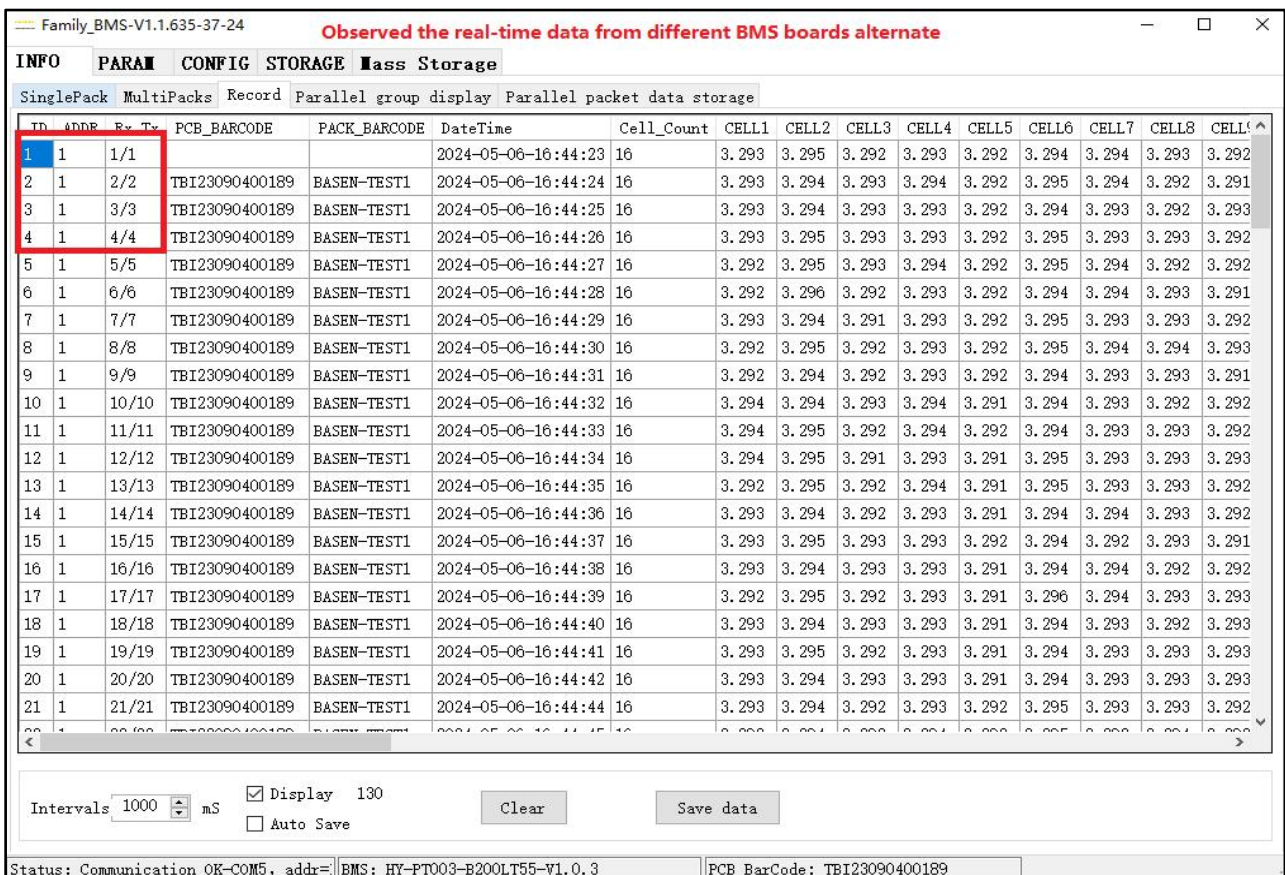 Family_BMS-V1.1.635-37-24
Observed the real-time data from different BMS boards alternate
INFO PARAM CONFIG STORAGE Mass Storage
SinglePack MultiPacks Record Parallel group display Parallel packet data storage
ID ADDR Rx_Tx PCB_BARCODE PACK_BARCODE DateTime Cell_Count CELL1 CELL2 CELL3 CELL4 CELL5 CELL6 CELL7 CELL8
1 1 1/1 2024-05-06-16:44:23 16 3.293 3.295 3.292 3.293 3.292 3.294 3.294 3.293 3.292
2 1 2/2 TBI23090400189 BASEN-TEST1 2024-05-06-16:44:24 16 3.293 3.294 3.293 3.294 3.292 3.295 3.294 3.292 3.291
3 1 3/3 TBI23090400189 BASEN-TEST1 2024-05-06-16:44:25 16 3.293 3.294 3.293 3.293 3.292 3.294 3.293 3.292 3.293
4 1 4/4 TBI23090400189 BASEN-TEST1 2024-05-06-16:44:26 16 3.293 3.295 3.293 3.293 3.292 3.295 3.293 3.293 3.292
5 1 5/5 TBI23090400189 BASEN-TEST1 2024-05-06-16:44:27 16 3.292 3.295 3.293 3.294 3.292 3.295 3.294 3.292 3.292
6 1 6/6 TBI23090400189 BASEN-TEST1 2024-05-06-16:44:28 16 3.292 3.296 3.292 3.293 3.292 3.294 3.294 3.293 3.291
7 1 7/7 TBI23090400189 BASEN-TEST1 2024-05-06-16:44:29 16 3.293 3.294 3.291 3.293 3.292 3.295 3.293 3.293 3.292
8 1 8/8 TBI23090400189 BASEN-TEST1 2024-05-06-16:44:30 16 3.292 3.295 3.292 3.293 3.292 3.295 3.294 3.294 3.293
9 1 9/9 TBI23090400189 BASEN-TEST1 2024-05-06-16:44:31 16 3.292 3.294 3.292 3.293 3.292 3.294 3.293 3.293 3.291
10 1 10/10 TBI23090400189 BASEN-TEST1 2024-05-06-16:44:32 16 3.294 3.294 3.293 3.294 3.291 3.294 3.293 3.292 3.292
11 1 11/11 TBI23090400189 BASEN-TEST1 2024-05-06-16:44:33 16 3.294 3.295 3.292 3.294 3.292 3.294 3.293 3.293 3.292
12 1 12/12 TBI23090400189 BASEN-TEST1 2024-05-06-16:44:34 16 3.294 3.295 3.291 3.293 3.291 3.295 3.293 3.293 3.293
13 1 13/13 TBI23090400189 BASEN-TEST1 2024-05-06-16:44:35 16 3.292 3.295 3.292 3.294 3.291 3.295 3.293 3.293 3.292
14 1 14/14 TBI23090400189 BASEN-TEST1 2024-05-06-16:44:36 16 3.293 3.294 3.292 3.293 3.291 3.294 3.294 3.293 3.292
15 1 15/15 TBI23090400189 BASEN-TEST1 2024-05-06-16:44:37 16 3.293 3.295 3.293 3.293 3.292 3.294 3.292 3.293 3.291
16 1 16/16 TBI23090400189 BASEN-TEST1 2024-05-06-16:44:38 16 3.293 3.294 3.293 3.293 3.291 3.294 3.294 3.292 3.292
17 1 17/17 TBI23090400189 BASEN-TEST1 2024-05-06-16:44:39 16 3.292 3.295 3.292 3.293 3.291 3.296 3.294 3.293 3.293
18 1 18/18 TBI23090400189 BASEN-TEST1 2024-05-06-16:44:40 16 3.293 3.294 3.293 3.293 3.291 3.294 3.293 3.292 3.293
19 1 19/19 TBI23090400189 BASEN-TEST1 2024-05-06-16:44:41 16 3.293 3.295 3.292 3.293 3.291 3.294 3.293 3.293 3.293
20 1 20/20 TBI23090400189 BASEN-TEST1 2024-05-06-16:44:42 16 3.293 3.294 3.293 3.293 3.291 3.294 3.293 3.293 3.293
21 1 21/21 TBI23090400189 BASEN-TEST1 2024-05-06-16:44:44 16 3.293 3.294 3.292 3.293 3.292 3.295 3.293 3.293 3.292
Intervals 1000 mS Display 130 Clear Save data
Auto Save
Status: Communication OK-COM5, addr= BMS: HY-PT003-B200LT55-V1.0.3 PCB BarCode: TBI23090400189